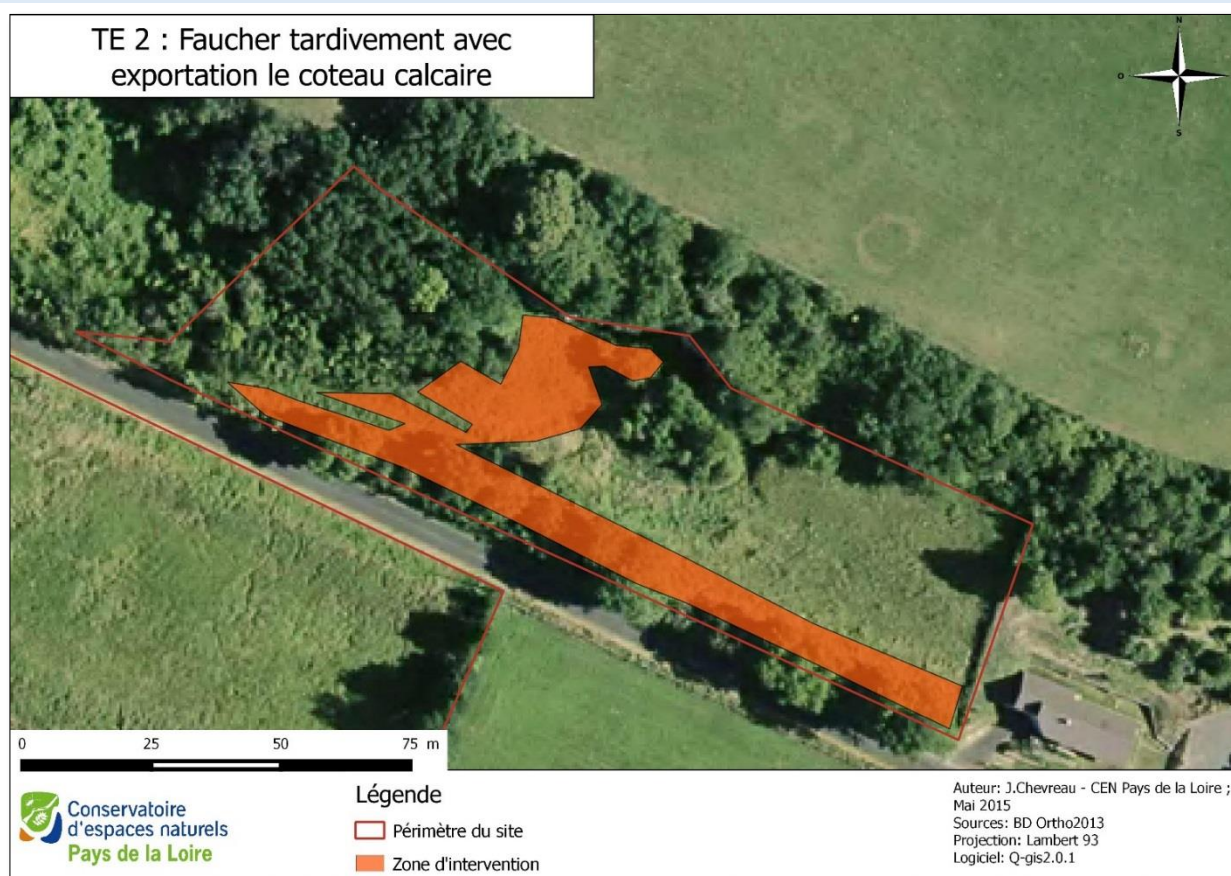 TE 2 : Faucher tardivement avec
exportation le coteau calcaire
N
O
S
0 25 50 75 m
Conservatoire
d'espaces naturels
Pays de la Loire
Légende
Périmètre du site
Zone d'intervention
Auteur: J.Chevreau - CEN Pays de la Loire ;
Mai 2015
Sources: BD Ortho2013
Projection: Lambert 93
Logiciel: Q-gis2.0.1